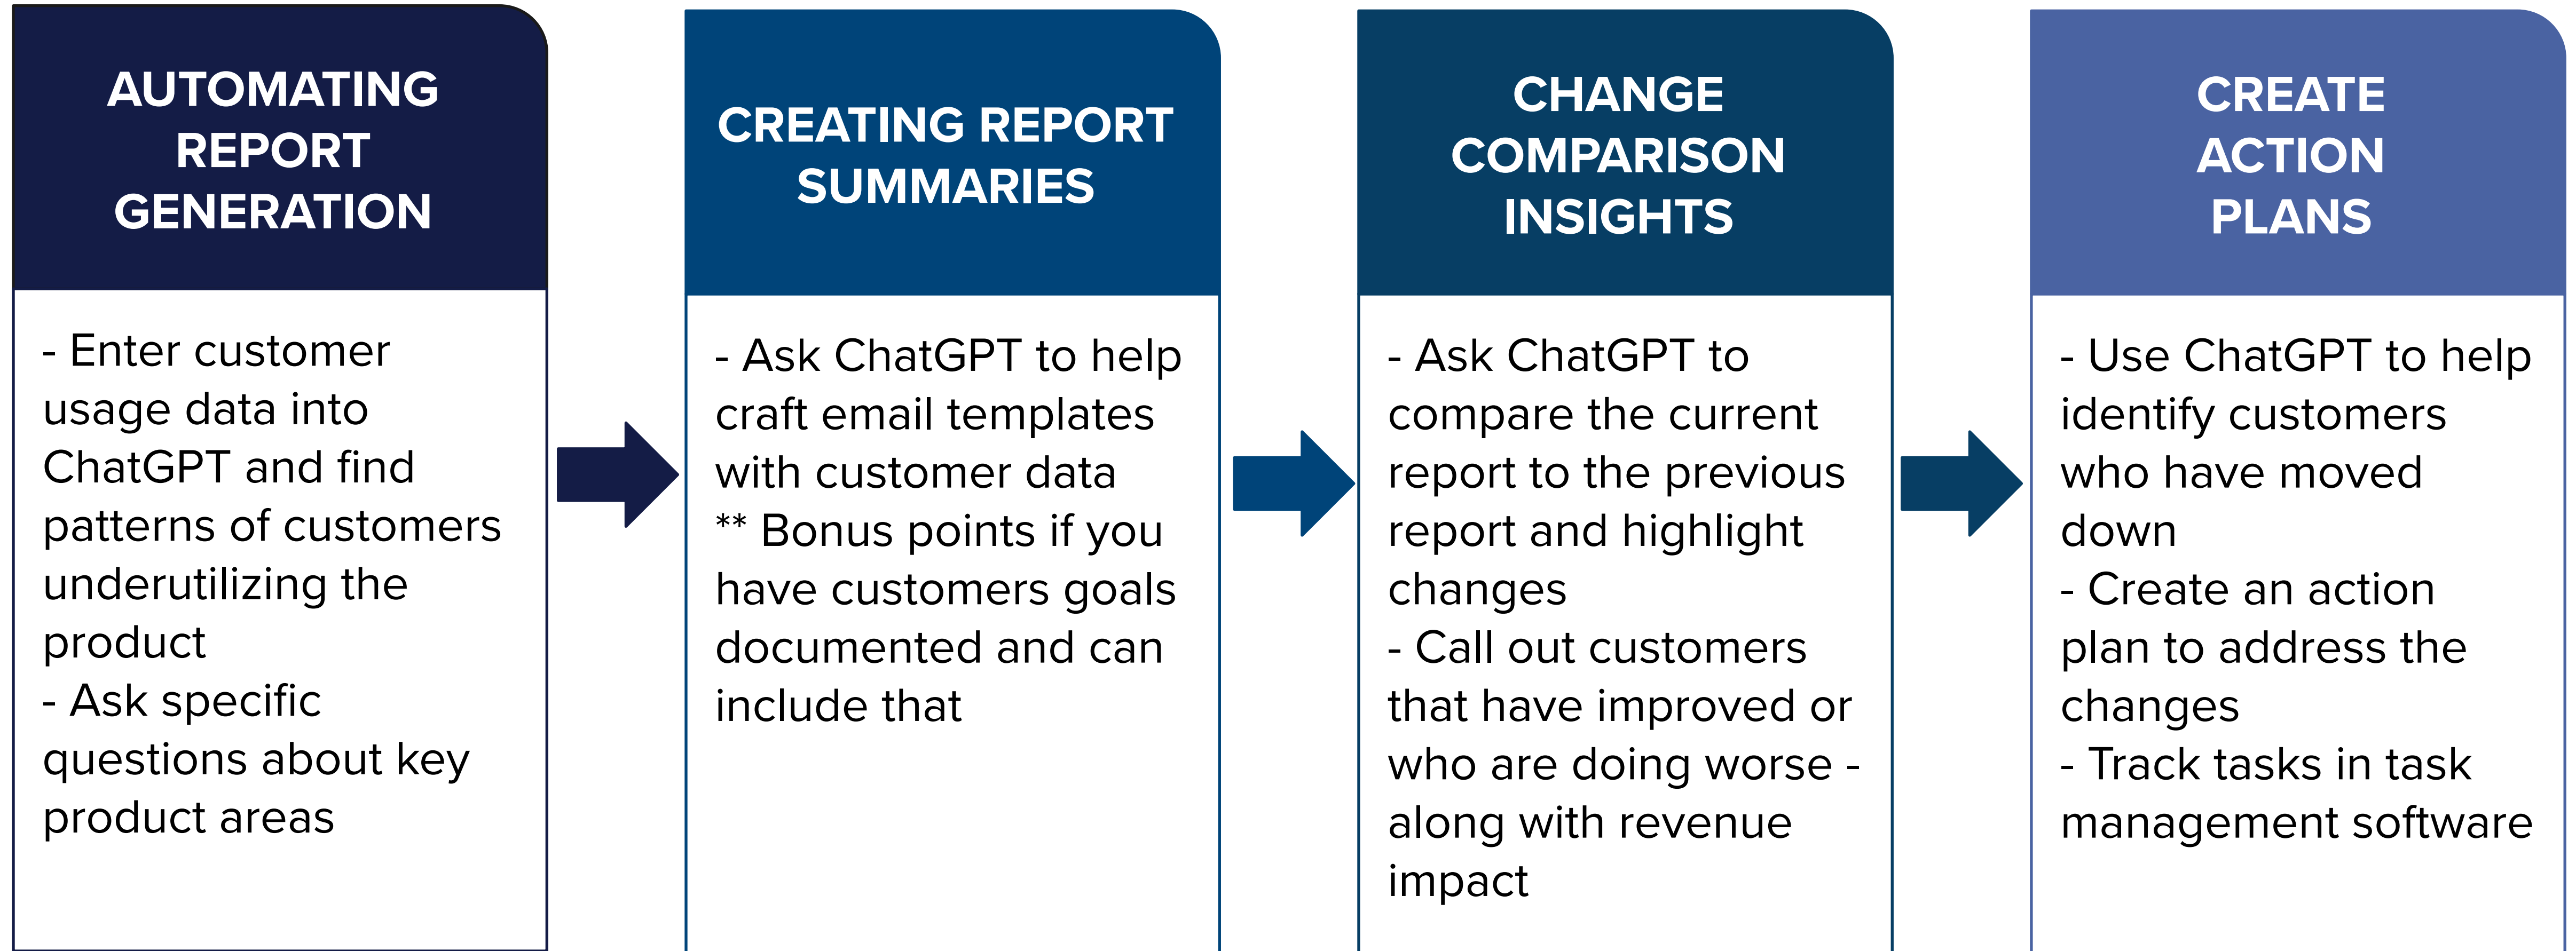 AUTOMATING
REPORT
GENERATION
- Enter customer
usage data into
ChatGPT and find
patterns of customers
underutilizing the
product
- Ask specific
questions about key
product areas
CREATING REPORT
SUMMARIES
- Ask ChatGPT to help
craft email templates
with customer data
** Bonus points if you
have customers goals
documented and can
include that
CHANGE
COMPARISON
INSIGHTS
- Ask ChatGPT to
compare the current
report to the previous
report and highlight
changes
- Call out customers
that have improved or
who are doing worse -
along with revenue
impact
CREATE
ACTION
PLANS
- Use ChatGPT to help
identify customers
who have moved
down
- Create an action
plan to address the
changes
- Track tasks in task
management software